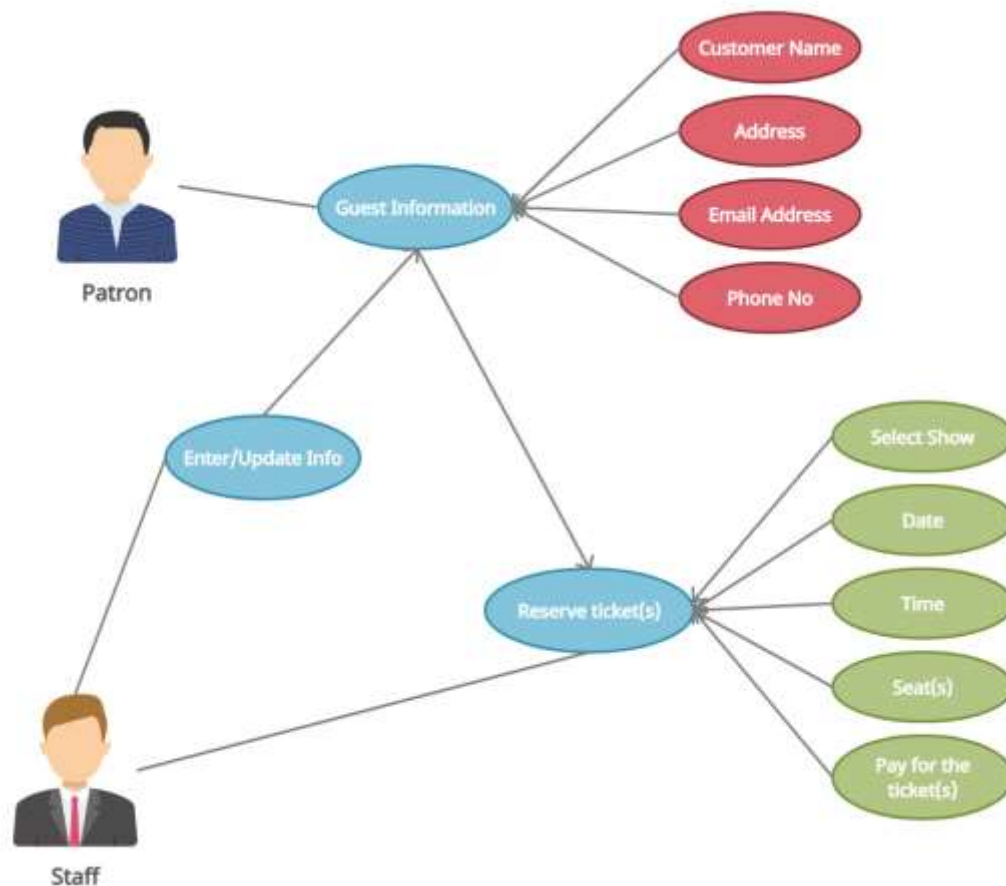 Customer Name
Address
Guest Information
Email Address
Patron
Phone No
Enter/Update Info
Select Show
Date
Reserve ticket(s)
Time
Seat(s)
Pay for the
ticket(s)
Staff